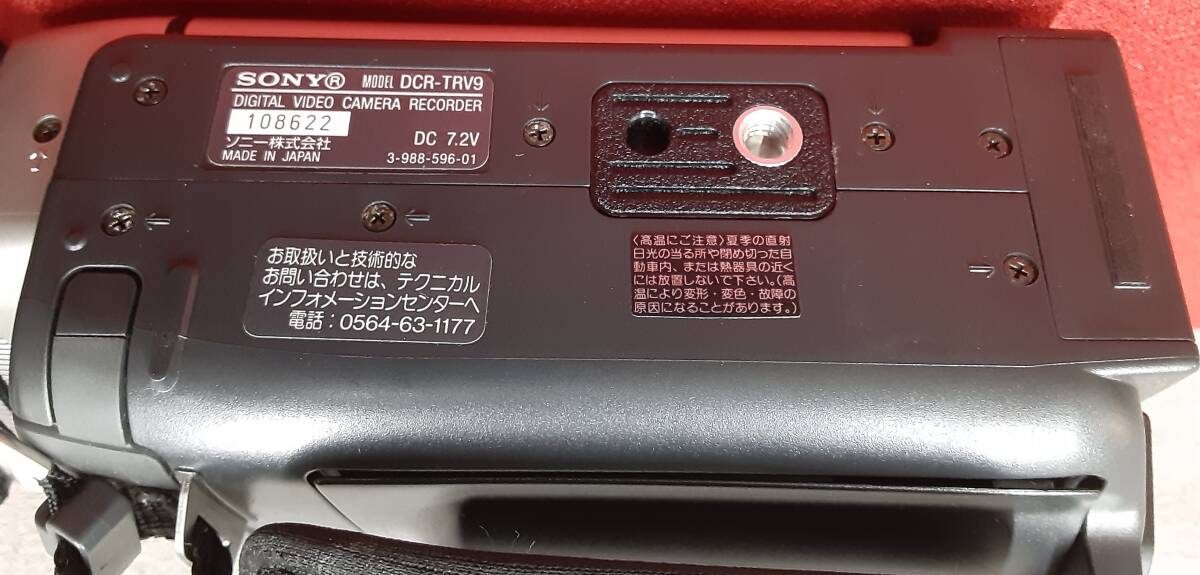 SONY® MODEL DCR-TRV9
DIGITAL VIDEO CAMERA RECORDER
108622
ソニー株式会社 DC 7.2V
MADE IN JAPAN 3-988-596-01
お取扱いと技術的な
お問い合わせは、テクニカル
インフォメーションセンターへ
電話:0564-63-1177
〈高温にご注意〉夏季の直射
日光の当る所や閉め切った自
動車内、または熱器具の近く
には放置しないで下さい。(高
温により変形・変色・故障の
原因になることがあります。)